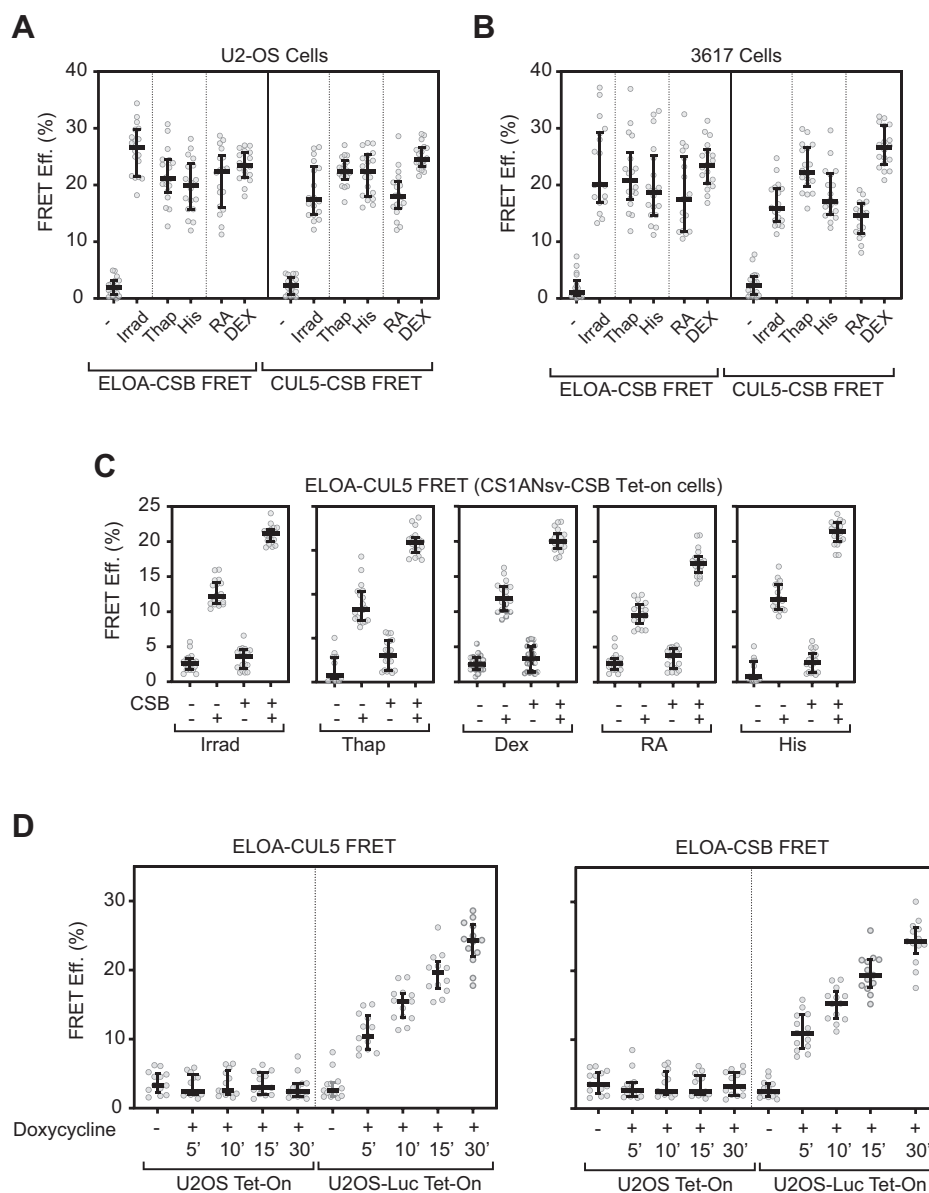 A
U2-OS Cells
FRET Eff. (%)
40
30
20
10
0
- Irrad Thap His RA DEX - Irrad Thap His RA DEX
ELOA-CSB FRET CUL5-CSB FRET
B
3617 Cells
FRET Eff. (%)
40
30
20
10
0
- Irrad Thap His RA DEX - Irrad Thap His RA DEX
ELOA-CSB FRET CUL5-CSB FRET
C
ELOA-CUL5 FRET (CS1ANsv-CSB Tet-on cells)
FRET Eff. (%)
25
20
15
10
5
0
CSB - - + + - - + + - - + + - - + + - - + +
- + - + - + - + - + - + - + - + - + - +
Irrad Thap Dex RA His
D
ELOA-CUL5 FRET
FRET Eff. (%)
30
20
10
0
Doxycycline - + + + + - + + + +
5' 10' 15' 30' 5' 10' 15' 30'
U2OS Tet-On U2OS-Luc Tet-On
ELOA-CSB FRET
- + + + + - + + + +
5' 10' 15' 30' 5' 10' 15' 30'
U2OS Tet-On U2OS-Luc Tet-On